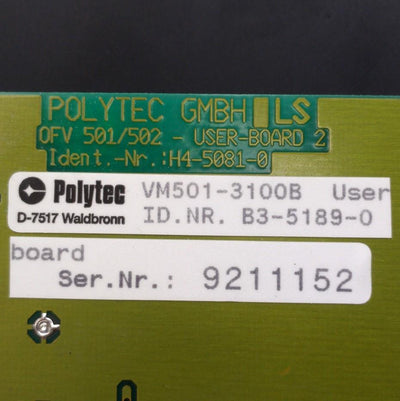 POLYTEC GMBH LS
OFV 501/502 - USER-BOARD 2
Ident.-Nr.:H4-5081-0
Polytec VM501-3100B User
D-7517 Waldbronn ID.NR. B3-5189-0
board
Ser.Nr.: 9211152